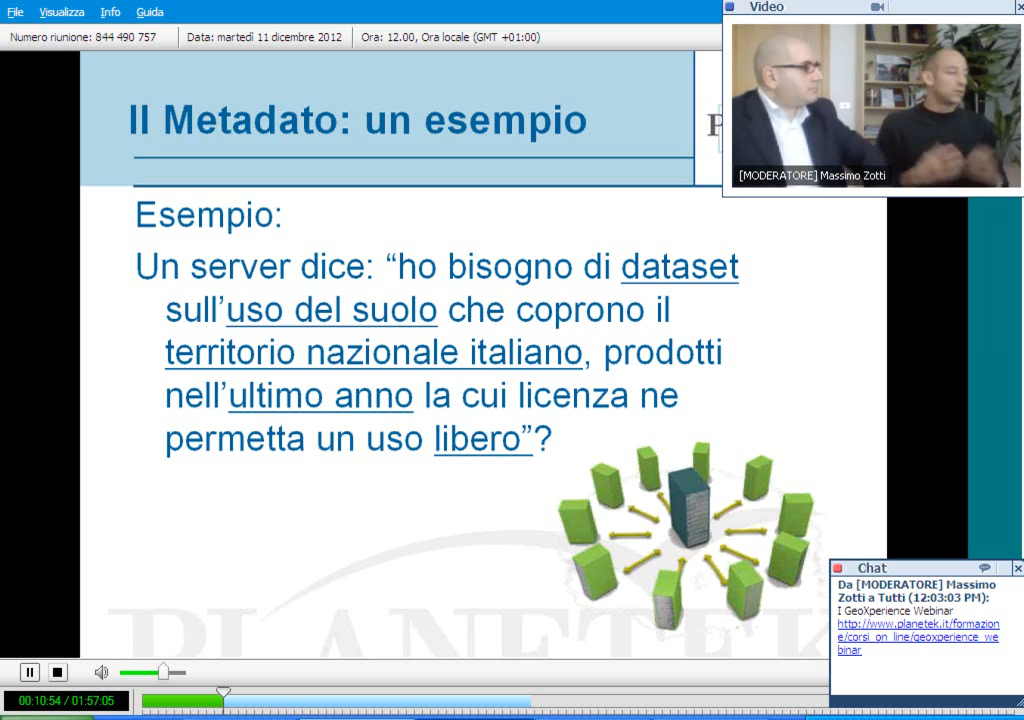 File Visualizza Info Guida
Numero riunione: 844 490 757 Data: martedì 11 dicembre 2012 Ora: 12.00, Ora locale (GMT +01:00)
Video
[MODERATORE] Massimo Zotti
Il Metadato: un esempio
P
Esempio:
Un server dice: “ho bisogno di dataset
sull’uso del suolo che coprono il
territorio nazionale italiano, prodotti
nell’ultimo anno la cui licenza ne
permetta un uso libero”?
PLANETEK
Chat
Da [MODERATORE] Massimo
Zotti a Tutti (12:03:03 PM):
I GeoXperience Webinar
http://www.planetek.it/formazion
e/corsi_on_line/geoxperience_we
binar
00:10:54 / 01:57:05